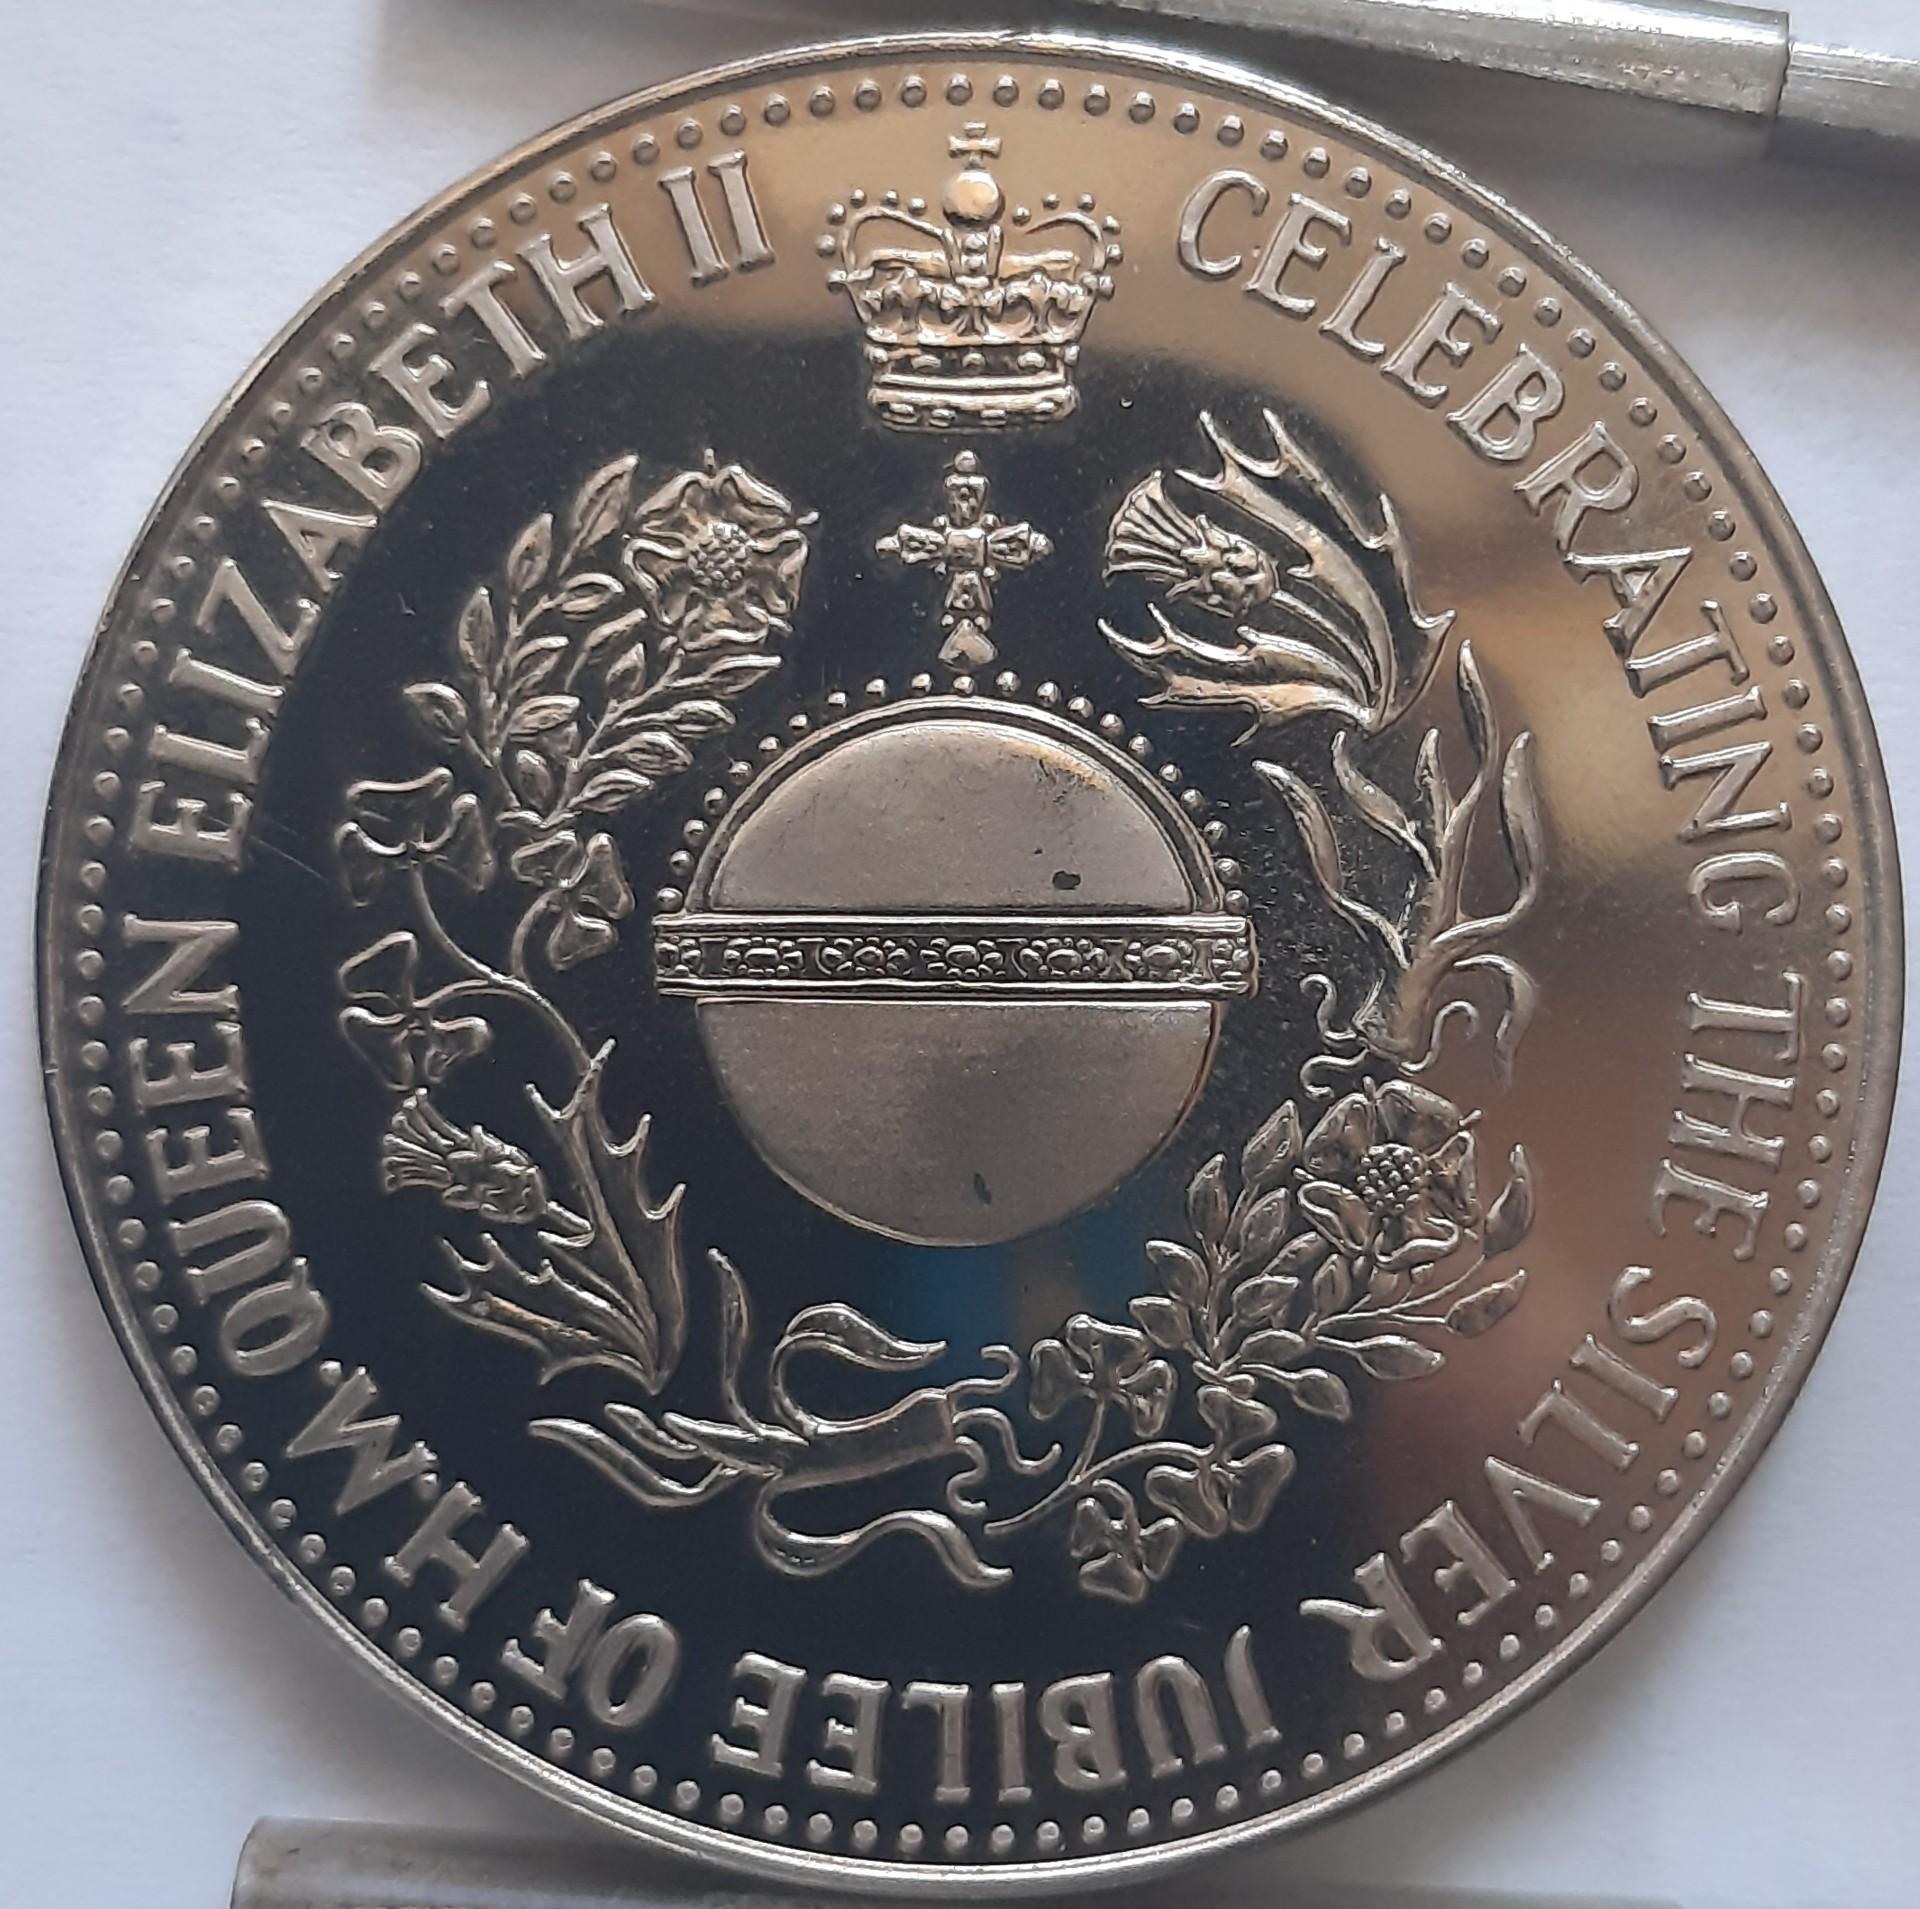 CELEBRATING THE SILVER JUBILEE OF H.M. QUEEN ELIZABETH II